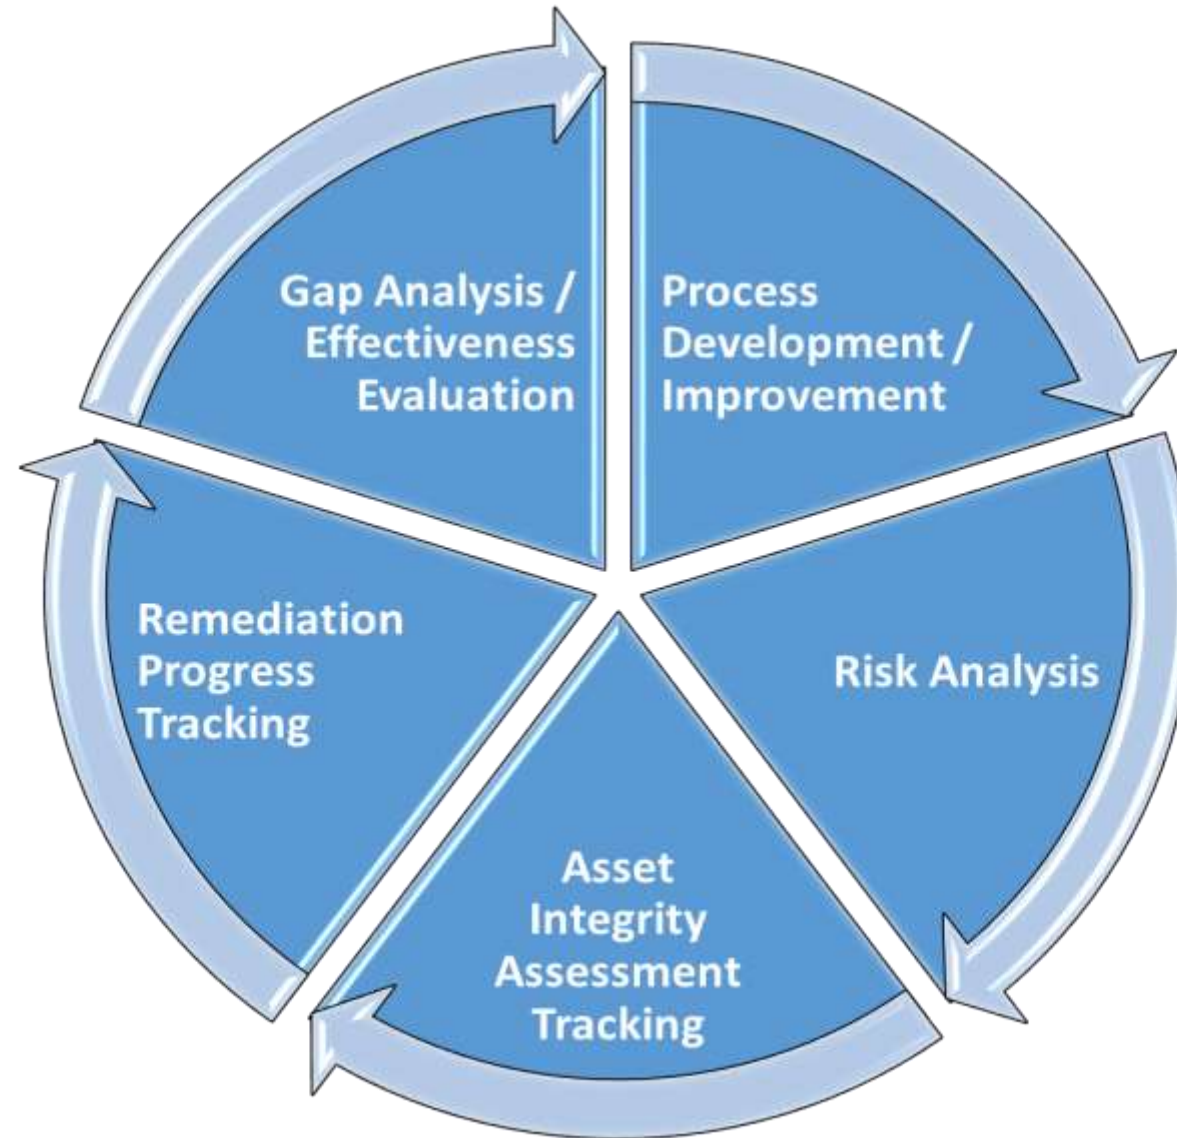 Gap Analysis /
Effectiveness
Evaluation
Process
Development /
Improvement
Remediation
Progress
Tracking
Risk Analysis
Asset
Integrity
Assessment
Tracking